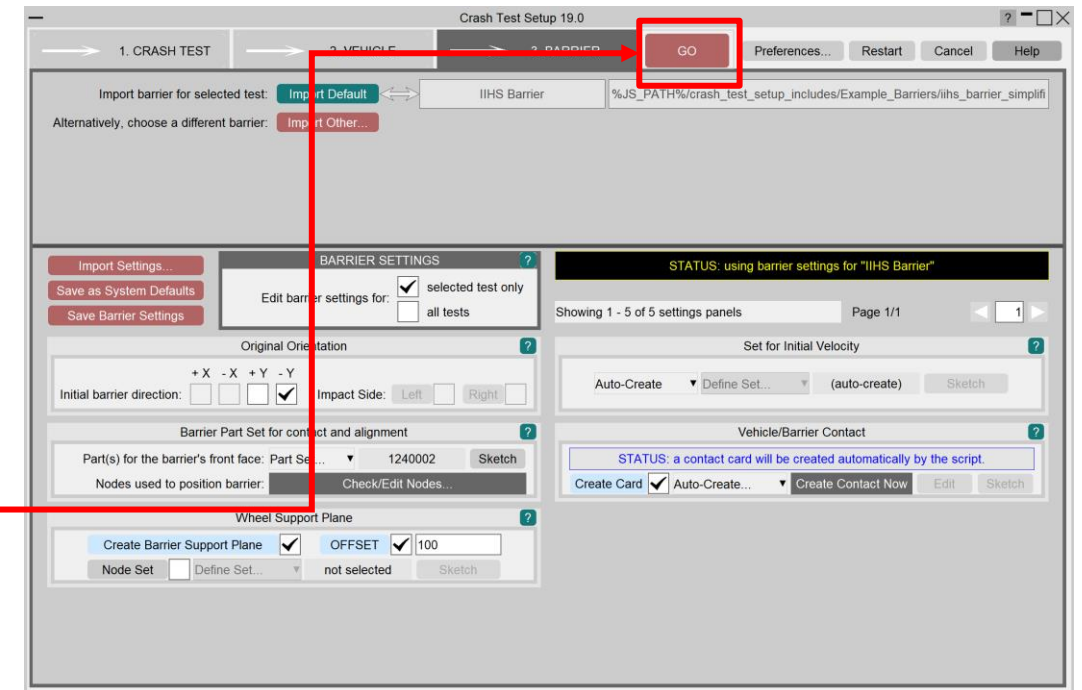 Crash Test Setup 19.0
?
1. CRASH TEST
2. VEHICLE
3. BARRIER
GO
Preferences...
Restart
Cancel
Help
Import barrier for selected test:
Import Default
IIHS Barrier
%JS_PATH%/crash_test_setup_includes/Example_Barriers/iihs_barrier_simplifi
Alternatively, choose a different barrier:
Import Other...
Import Settings...
Save as System Defaults
Save Barrier Settings
BARRIER SETTINGS ?
Edit barrier settings for:
selected test only
all tests
STATUS: using barrier settings for "IIHS Barrier"
Showing 1 - 5 of 5 settings panels
Page 1/1
1
Original Orientation ?
+ X - X + Y - Y
Initial barrier direction:
Impact Side: Left Right
Set for Initial Velocity ?
Auto-Create Define Set... (auto-create) Sketch
Barrier Part Set for contact and alignment ?
Part(s) for the barrier's front face: Part Se... 1240002 Sketch
Nodes used to position barrier: Check/Edit Nodes...
Vehicle/Barrier Contact ?
STATUS: a contact card will be created automatically by the script.
Create Card Auto-Create... Create Contact Now Edit Sketch
Wheel Support Plane ?
Create Barrier Support Plane OFFSET 100
Node Set Define Set... not selected Sketch